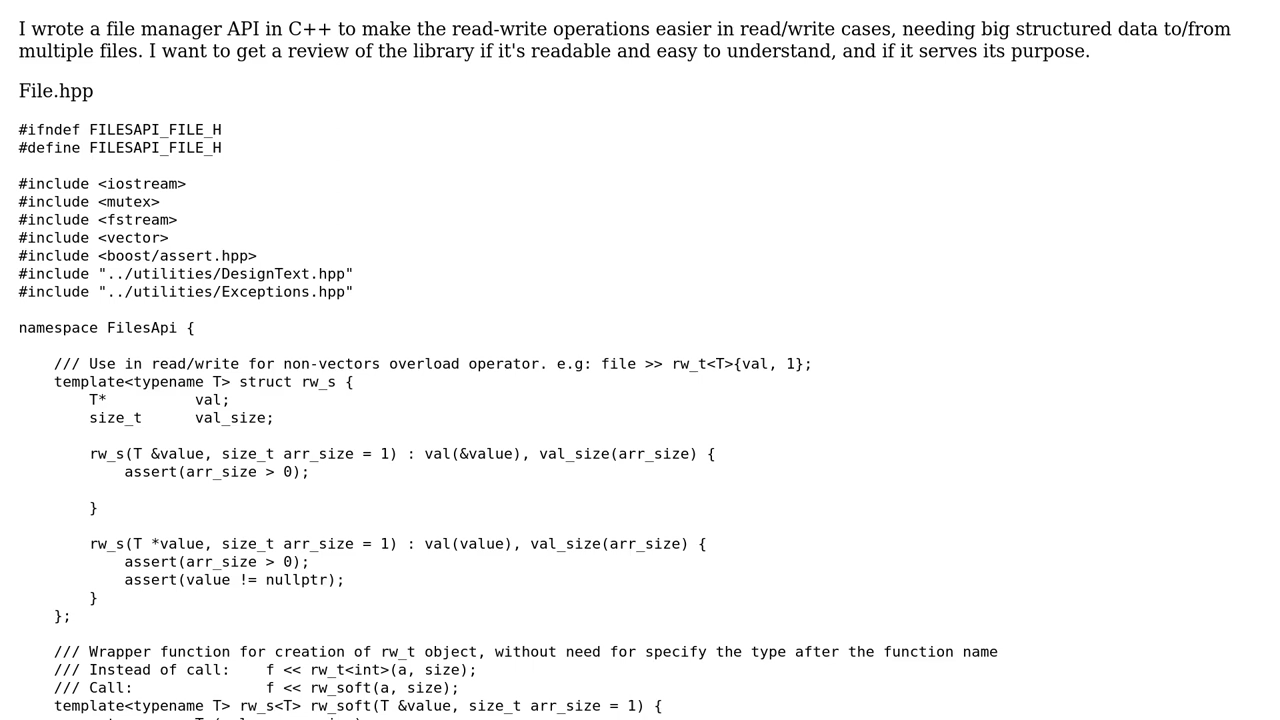 I wrote a file manager API in C++ to make the read-write operations easier in read/write cases, needing big structured data to/from
multiple files. I want to get a review of the library if it's readable and easy to understand, and if it serves its purpose.
File.hpp
#ifndef FILESAPI_FILE_H
#define FILESAPI_FILE_H
#include <iostream>
#include <mutex>
#include <fstream>
#include <vector>
#include <boost/assert.hpp>
#include "../utilities/DesignText.hpp"
#include "../utilities/Exceptions.hpp"
namespace FilesApi {
    /// Use in read/write for non-vectors overload operator. e.g: file >> rw_t<T>{val, 1};
    template<typename T> struct rw_s {
        T*          val;
        size_t      val_size;
        rw_s(T &value, size_t arr_size = 1) : val(&value), val_size(arr_size) {
            assert(arr_size > 0);
        }
        rw_s(T *value, size_t arr_size = 1) : val(value), val_size(arr_size) {
            assert(arr_size > 0);
            assert(value != nullptr);
        }
    };
    /// Wrapper function for creation of rw_t object, without need for specify the type after the function name
    /// Instead of call:    f << rw_t<int>(a, size);
    /// Call:               f << rw_soft(a, size);
    template<typename T> rw_s<T> rw_soft(T &value, size_t arr_size = 1) {